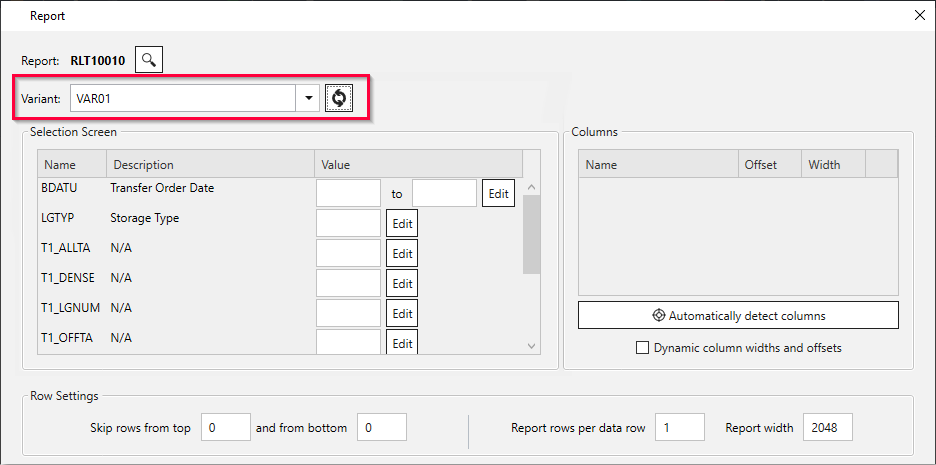 Report
Report: RLT10010
Variant: VAR01
Selection Screen
Name Description Value
BDATU Transfer Order Date to Edit
LGTYP Storage Type Edit
T1_ALLTA N/A Edit
T1_DENSE N/A Edit
T1_LGNUM N/A Edit
T1_OFFTA N/A Edit
Columns
Name Offset Width
Automatically detect columns
Dynamic column widths and offsets
Row Settings
Skip rows from top 0 and from bottom 0 Report rows per data row 1 Report width 2048